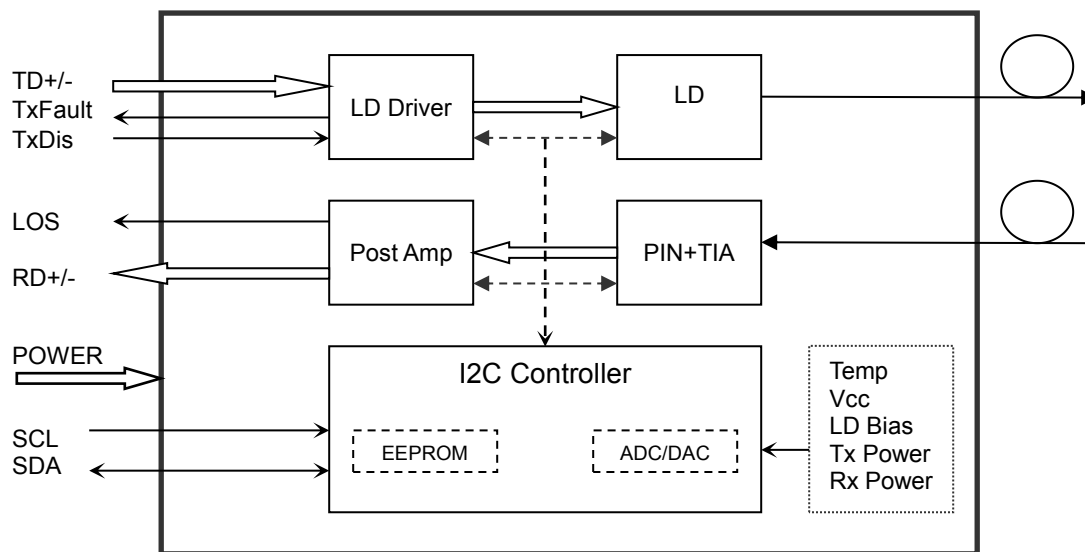 TD+/-
TxFault
TxDis
LD Driver
LD
LOS
RD+/-
Post Amp
PIN+TIA
POWER
SCL
SDA
I2C Controller
EEPROM
ADC/DAC
Temp
Vcc
LD Bias
Tx Power
Rx Power